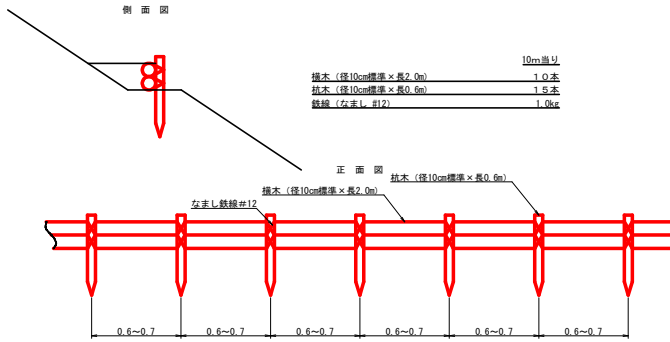 側 面 図
10m当り
横木（径10cm標準×長2.0m） 10本
杭木（径10cm標準×長0.6m） 15本
鉄線（なまし #12） 1.0kg
正 面 図
杭木（径10cm標準×長0.6m）
横木（径10cm標準×長2.0m）
なまし鉄線#12
0.6~0.7 0.6~0.7 0.6~0.7 0.6~0.7 0.6~0.7 0.6~0.7